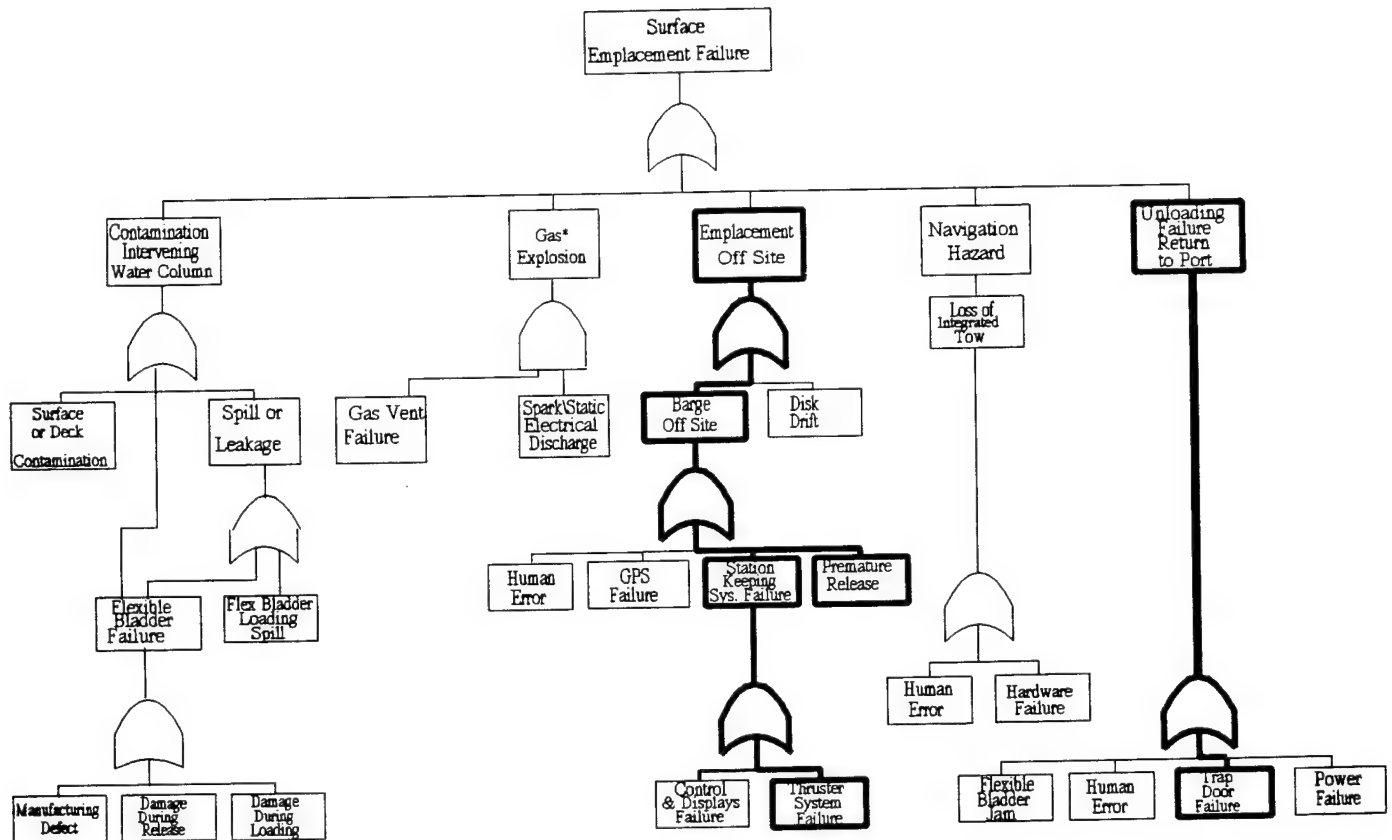 Surface
Emplacement Failure
Contamination
Intervening
Water Column
Gas*
Explosion
Emplacement
Off Site
Navigation
Hazard
Unloading
Failure
Return
to Port
Loss of
Integrated
Tow
Surface
or Deck
Contamination
Spill or
Leakage
Gas Vent
Failure
Spark\Static
Electrical
Discharge
Barge
Off Site
Disk
Drift
Human
Error
GPS
Failure
Station
Keeping
Sys. Failure
Premature
Release
Flexible
Bladder
Failure
Flex Bladder
Loading
Spill
Human
Error
Hardware
Failure
Manufacturing
Defect
Damage
During
Release
Damage
During
Loading
Control
& Displays
Failure
Thruster
System
Failure
Flexible
Bladder
Jam
Human
Error
Trap
Door
Failure
Power
Failure